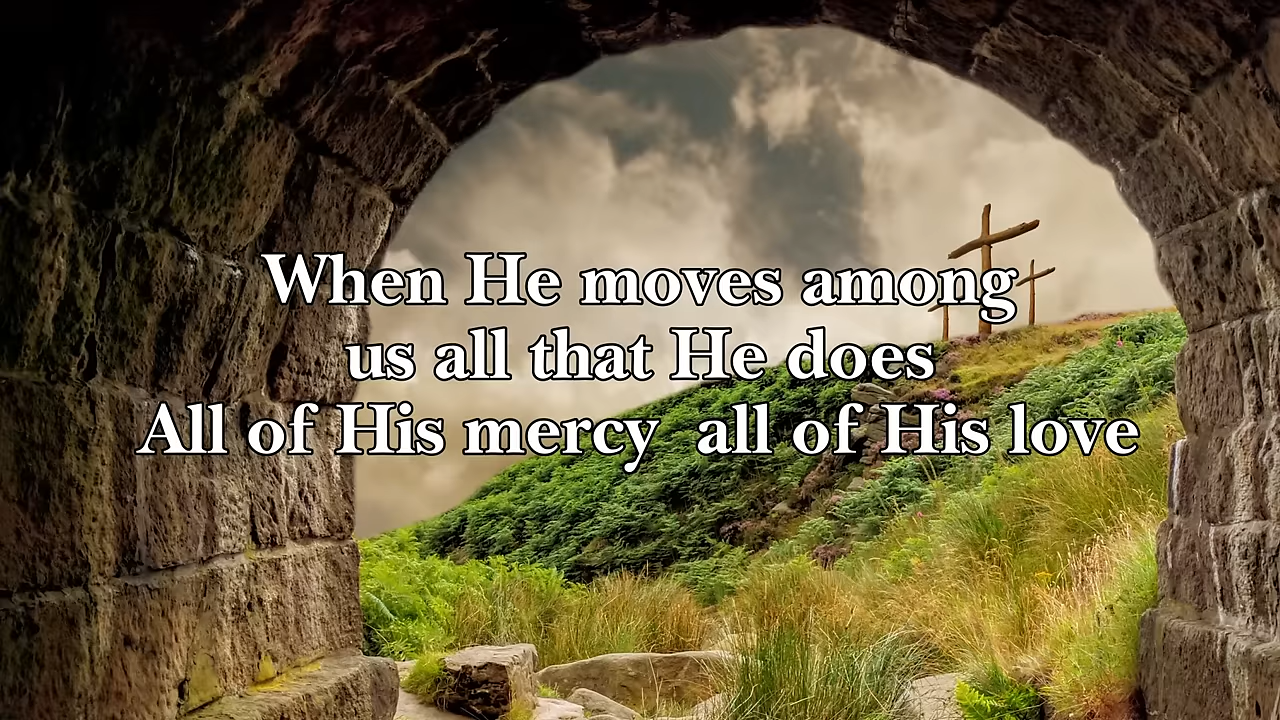 When He moves among
us all that He does
All of His mercy  all of His love